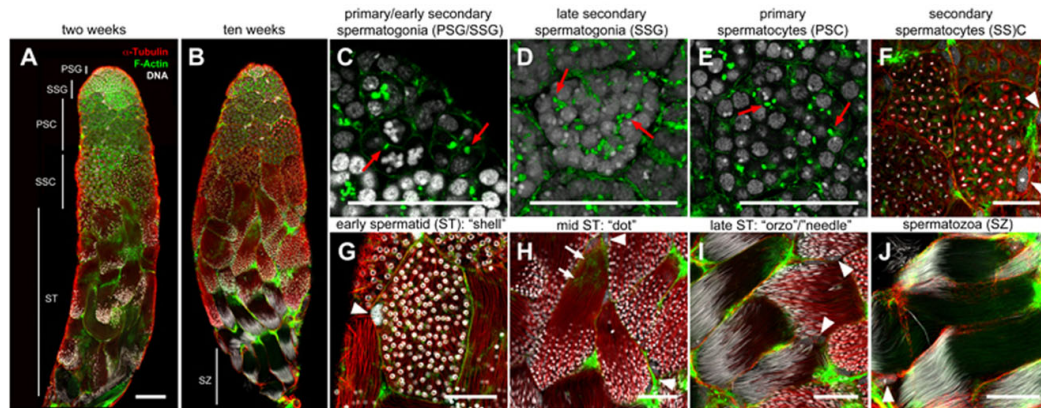 two weeks
ten weeks
primary/early secondary
spermatogonia (PSG/SSG)
late secondary
spermatogonia (SSG)
primary
spermatocytes (PSC)
secondary
spermatocytes (SS)C
A
α-Tubulin
F-Actin
DNA
B
C
D
E
F
PSG
SSG
PSC
SSC
ST
SZ
early spermatid (ST): “shell”
mid ST: “dot”
late ST: “orzo”/“needle”
spermatozoa (SZ)
G
H
I
J